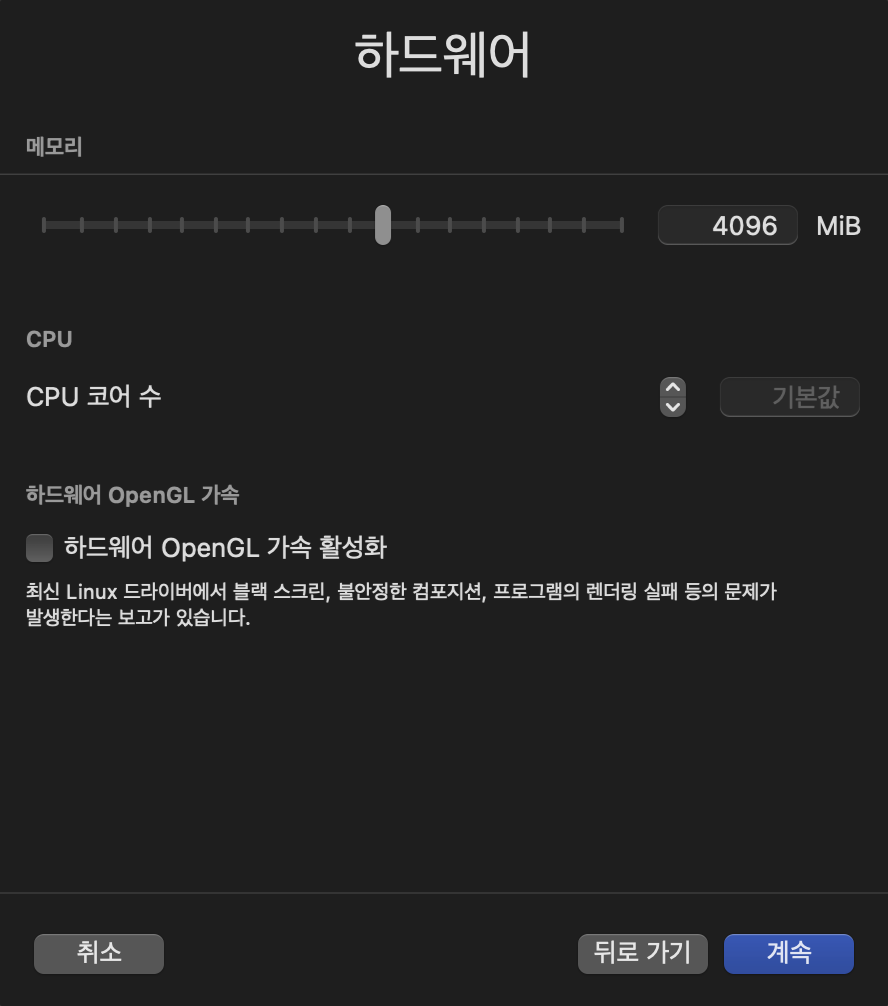 하드웨어
메모리
4096 MiB
CPU
CPU 코어 수
기본값
하드웨어 OpenGL 가속
하드웨어 OpenGL 가속 활성화
최신 Linux 드라이버에서 블랙 스크린, 불안정한 컴포지션, 프로그램의 렌더링 실패 등의 문제가
발생한다는 보고가 있습니다.
취소
뒤로 가기
계속